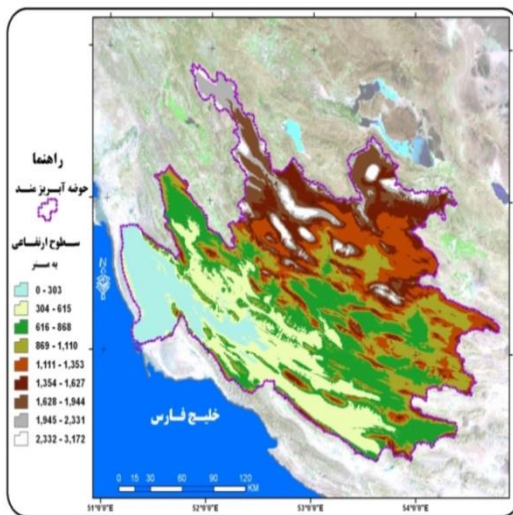 راهنما
حوضه آبریز مند
سطوح ارتفاعی
به متر
N
0 - 303
304 - 615
616 - 868
869 - 1,110
1,111 - 1,353
1,354 - 1,627
1,628 - 1,944
1,945 - 2,331
2,332 - 3,172
خلیج فارس
0 15 30 60 90 120
KM
51°0'0"E 52°0'0"E 53°0'0"E 54°0'0"E